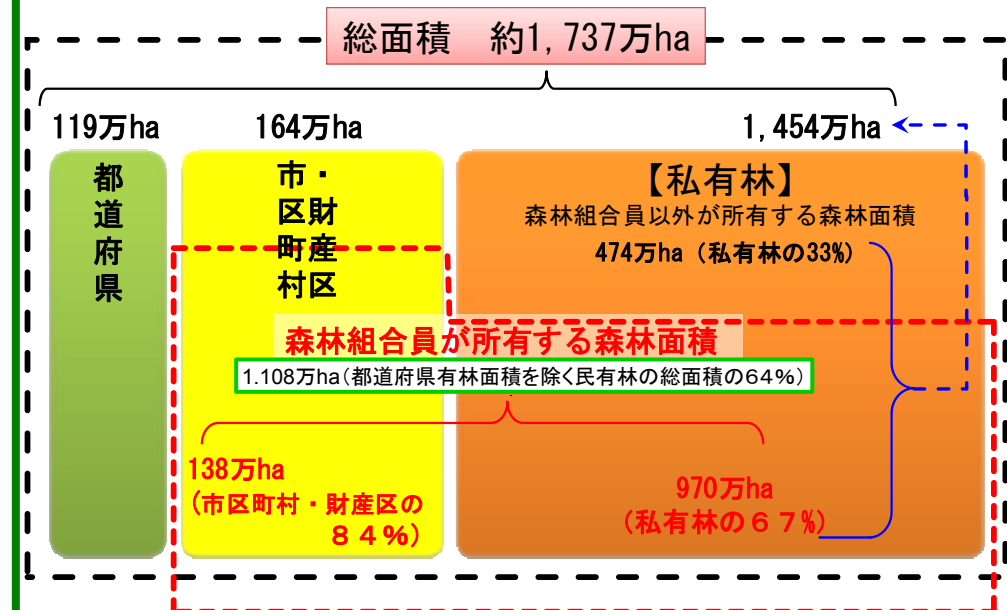 総面積　約1,737万ha
119万ha
164万ha
1,454万ha
都道府県
市区町村
・財産区
【私有林】
森林組合員以外が所有する森林面積
474万ha（私有林の33%）
森林組合員が所有する森林面積
1.108万ha（都道府県有林面積を除く民有林の総面積の64%）
138万ha
（市区町村・財産区の
８４％）
970万ha
（私有林の６７%）